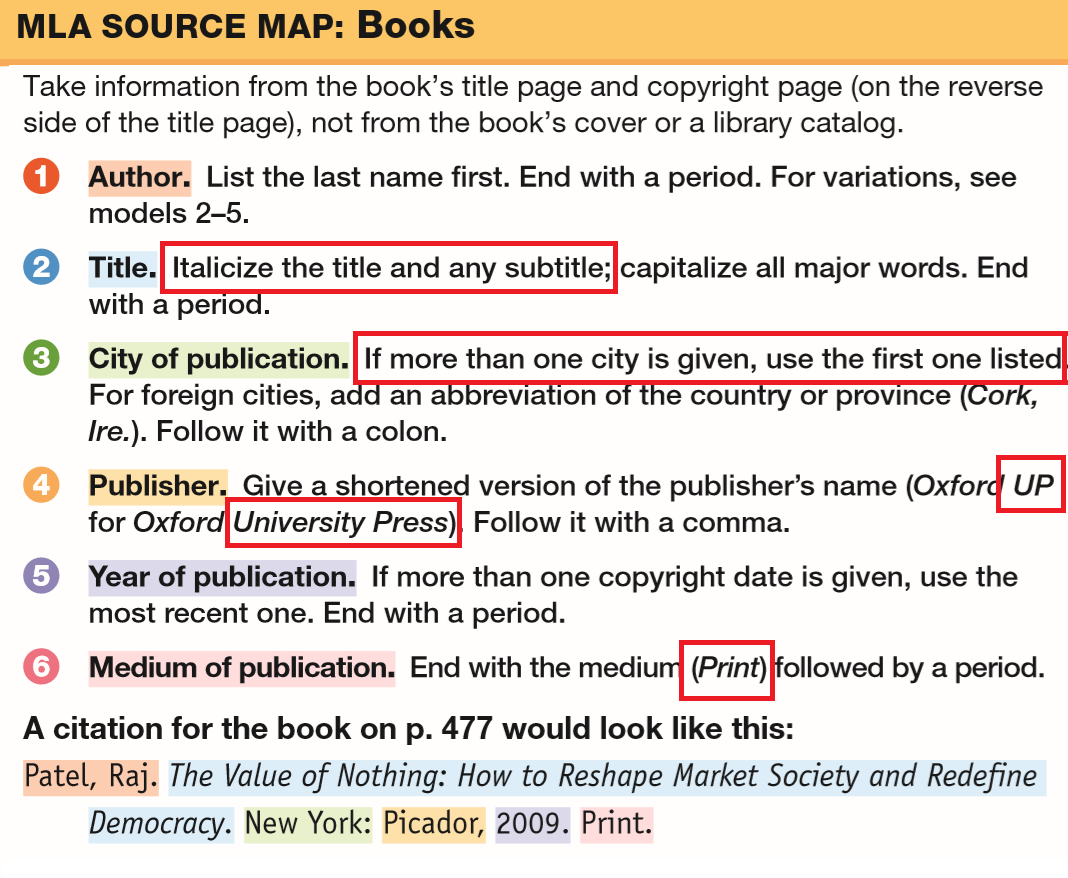 MLA SOURCE MAP: Books
Take information from the book's title page and copyright page (on the reverse
side of the title page), not from the book's cover or a library catalog.
1 Author. List the last name first. End with a period. For variations, see
models 2–5.
2 Title. Italicize the title and any subtitle; capitalize all major words. End
with a period.
3 City of publication. If more than one city is given, use the first one listed.
For foreign cities, add an abbreviation of the country or province (Cork,
Ire.). Follow it with a colon.
4 Publisher. Give a shortened version of the publisher's name (Oxford UP
for Oxford University Press). Follow it with a comma.
5 Year of publication. If more than one copyright date is given, use the
most recent one. End with a period.
6 Medium of publication. End with the medium (Print) followed by a period.
A citation for the book on p. 477 would look like this:
Patel, Raj. The Value of Nothing: How to Reshape Market Society and Redefine
Democracy. New York: Picador, 2009. Print.